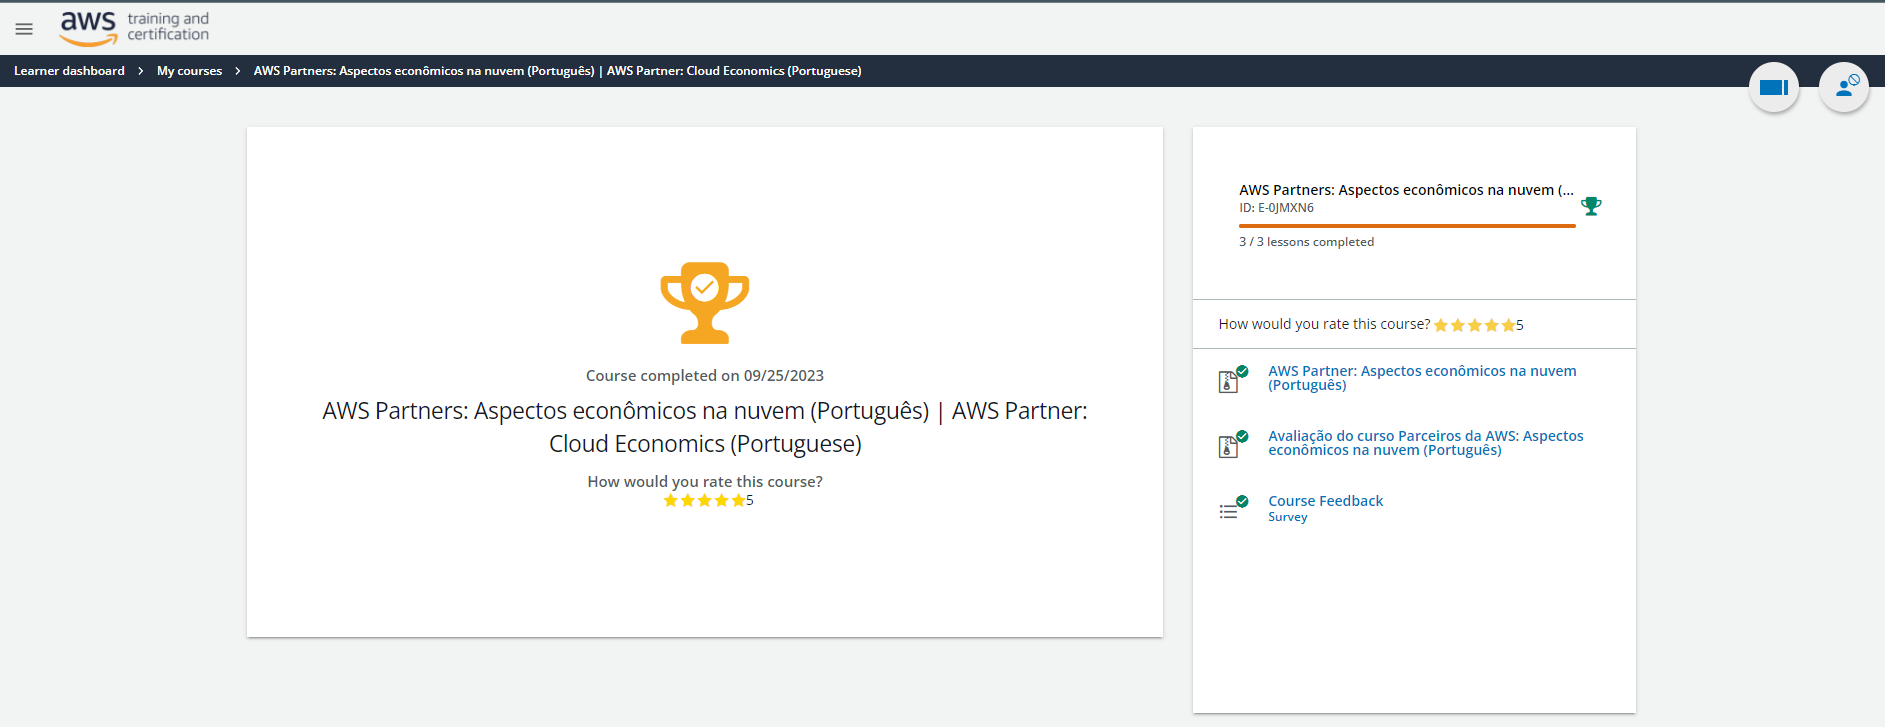 aws training and
certification
Learner dashboard > My courses > AWS Partners: Aspectos econômicos na nuvem (Português) | AWS Partner: Cloud Economics (Portuguese)
Course completed on 09/25/2023
AWS Partners: Aspectos econômicos na nuvem (Português) | AWS Partner:
Cloud Economics (Portuguese)
How would you rate this course?
5
AWS Partners: Aspectos econômicos na nuvem (...
ID: E-0JMXN6
3 / 3 lessons completed
How would you rate this course? 5
AWS Partner: Aspectos econômicos na nuvem
(Português)
Avaliação do curso Parceiros da AWS: Aspectos
econômicos na nuvem (Português)
Course Feedback
Survey